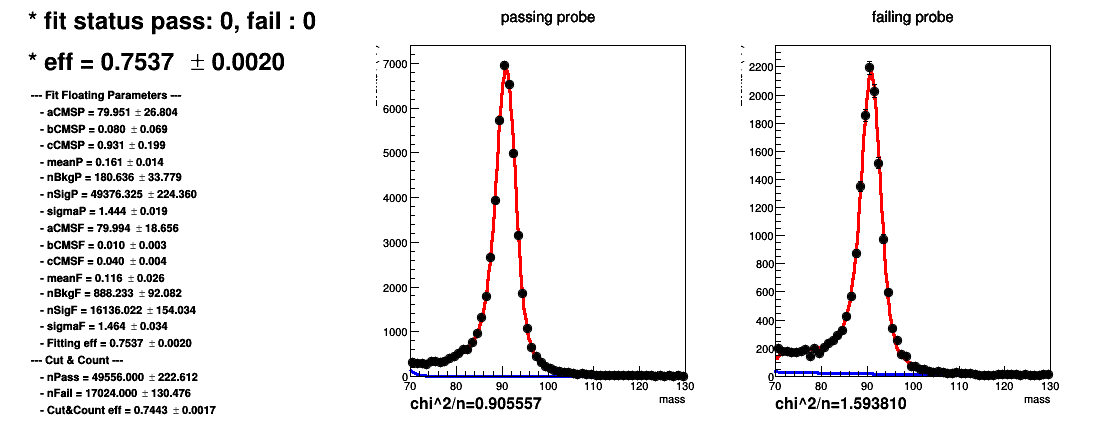 * fit status pass: 0, fail : 0
* eff = 0.7537 ± 0.0020
--- Fit Floating Parameters ---
- aCMSP = 79.951 ± 26.804
- bCMSP = 0.080 ± 0.069
- cCMSP = 0.931 ± 0.199
- meanP = 0.161 ± 0.014
- nBkgP = 180.636 ± 33.779
- nSigP = 49376.325 ± 224.360
- sigmaP = 1.444 ± 0.019
- aCMSF = 79.994 ± 18.656
- bCMSF = 0.010 ± 0.003
- cCMSF = 0.040 ± 0.004
- meanF = 0.116 ± 0.026
- nBkgF = 888.233 ± 92.082
- nSigF = 16136.022 ± 154.034
- sigmaF = 1.464 ± 0.034
- Fitting eff = 0.7537 ± 0.0020
--- Cut & Count ---
- nPass = 49556.000 ± 222.612
- nFail = 17024.000 ± 130.476
- Cut&Count eff = 0.7443 ± 0.0017
passing probe
7000
6000
5000
4000
3000
2000
1000
0
70 80 90 100 110 120 130
mass
chi^2/n=0.905557
failing probe
2200
2000
1800
1600
1400
1200
1000
800
600
400
200
0
70 80 90 100 110 120 130
mass
chi^2/n=1.593810